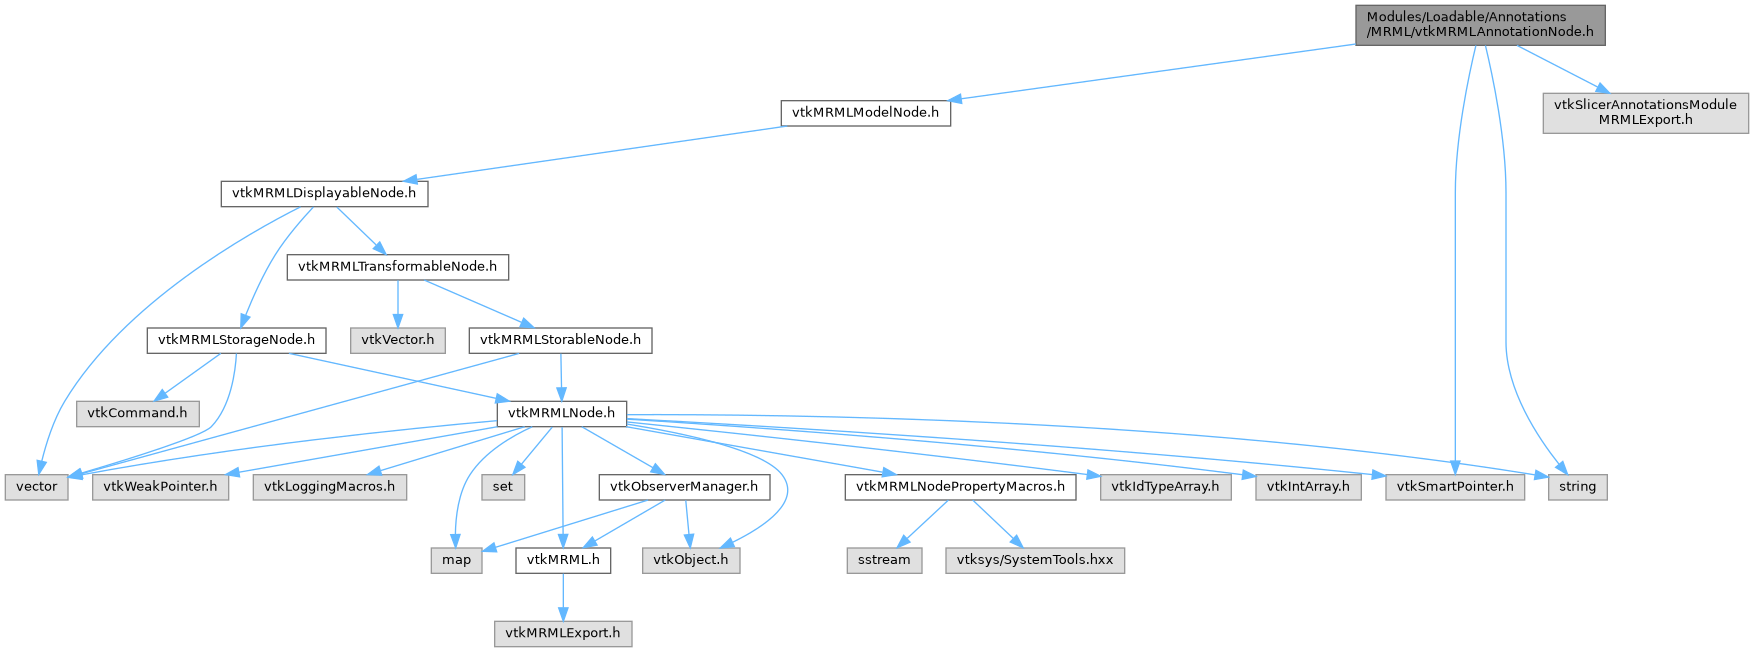 Modules/Loadable/Annotations
/MRML/vtkMRMLAnnotationNode.h
vtkMRMLModelNode.h
vtkSlicerAnnotationsModule
MRMLExport.h
vtkMRMLDisplayableNode.h
vtkMRMLTransformableNode.h
vtkMRMLStorageNode.h
vtkVector.h
vtkMRMLStorableNode.h
vtkCommand.h
vtkMRMLNode.h
vector
vtkWeakPointer.h
vtkLoggingMacros.h
set
vtkObserverManager.h
vtkMRMLNodePropertyMacros.h
vtkIdTypeArray.h
vtkIntArray.h
vtkSmartPointer.h
string
map
vtkMRML.h
vtkObject.h
sstream
vtksys/SystemTools.hxx
vtkMRMLExport.h